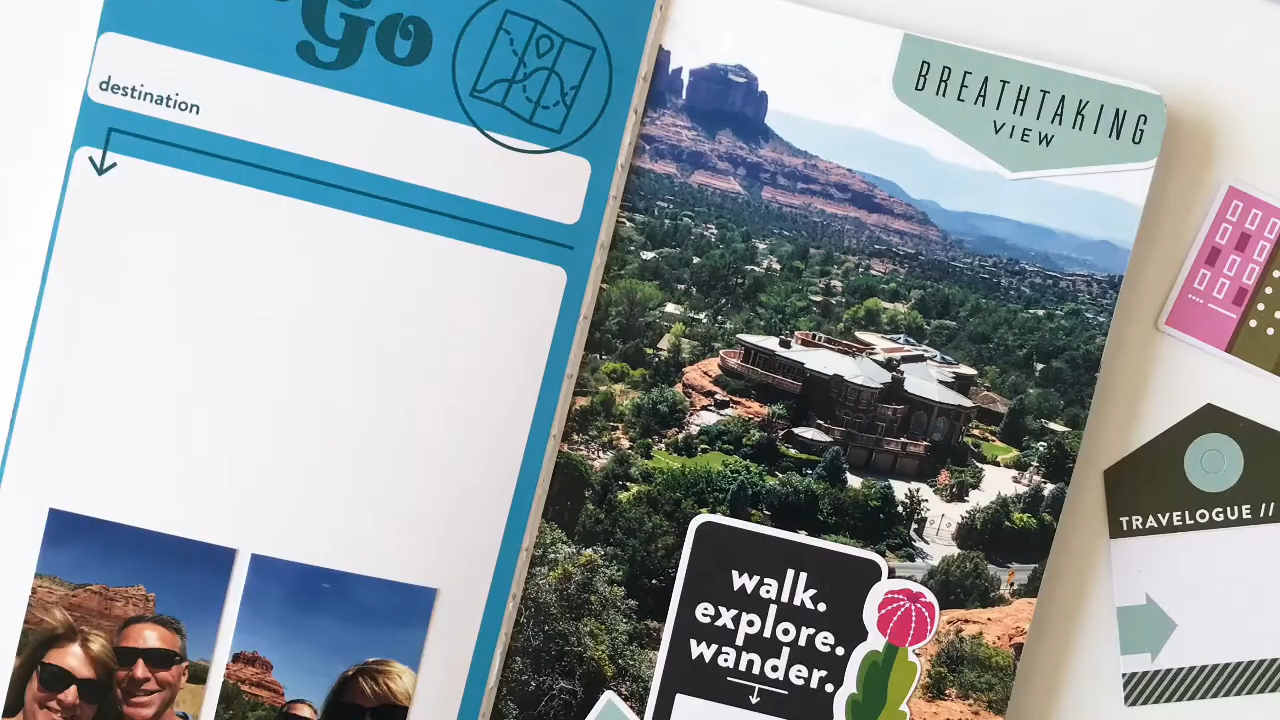 Go
destination
BREATHTAKING
VIEW
walk.
explore.
wander.
TRAVELOGUE //